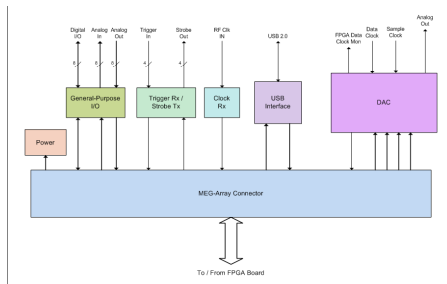 Digital I/O
Analog In
Analog Out
Trigger In
Strobe Out
RF Clk IN
USB 2.0
FPGA Data Clock Mon
Data Clock
Sample Clock
Analog Out
8
8
8
4
4
General-Purpose I/O
Trigger Rx / Strobe Tx
Clock Rx
USB Interface
DAC
Power
MEG-Array Connector
To / From FPGA Board